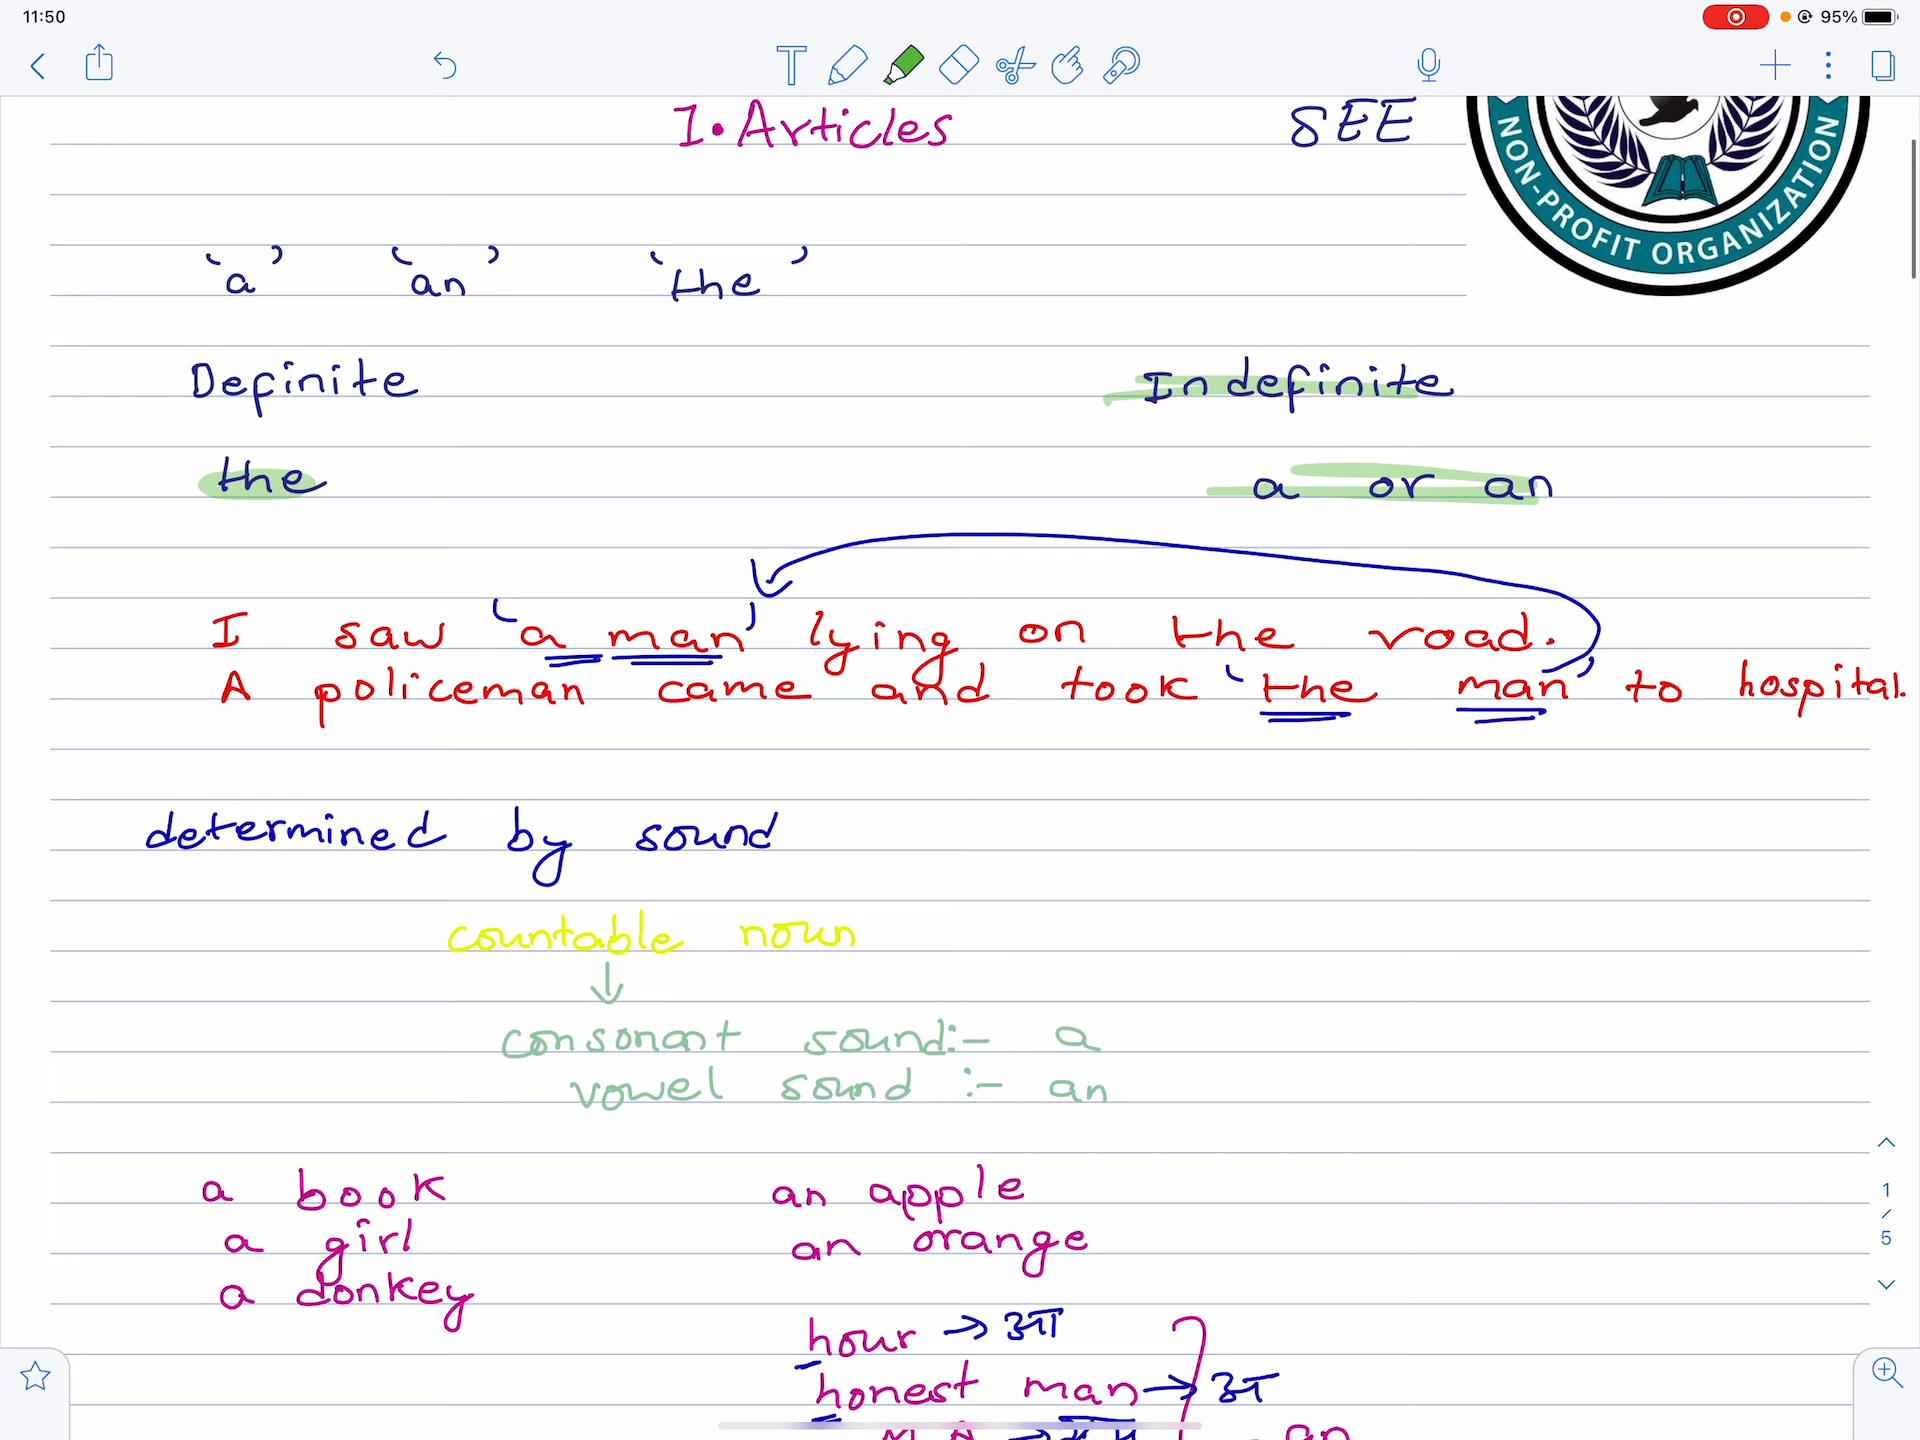 11:50
95%
I. Articles SEE
NON-PROFIT ORGANIZATION
'a' 'an' 'the'
Definite Indefinite
the a or an
I saw 'a man' lying on the road.
A policeman came and took 'the man' to hospital.
determined by sound
countable noun
↓
consonant sound:- a
vowel sound :- an
a book an apple
a girl an orange
a donkey
hour → आ
honest man → अ
an
1
/
5